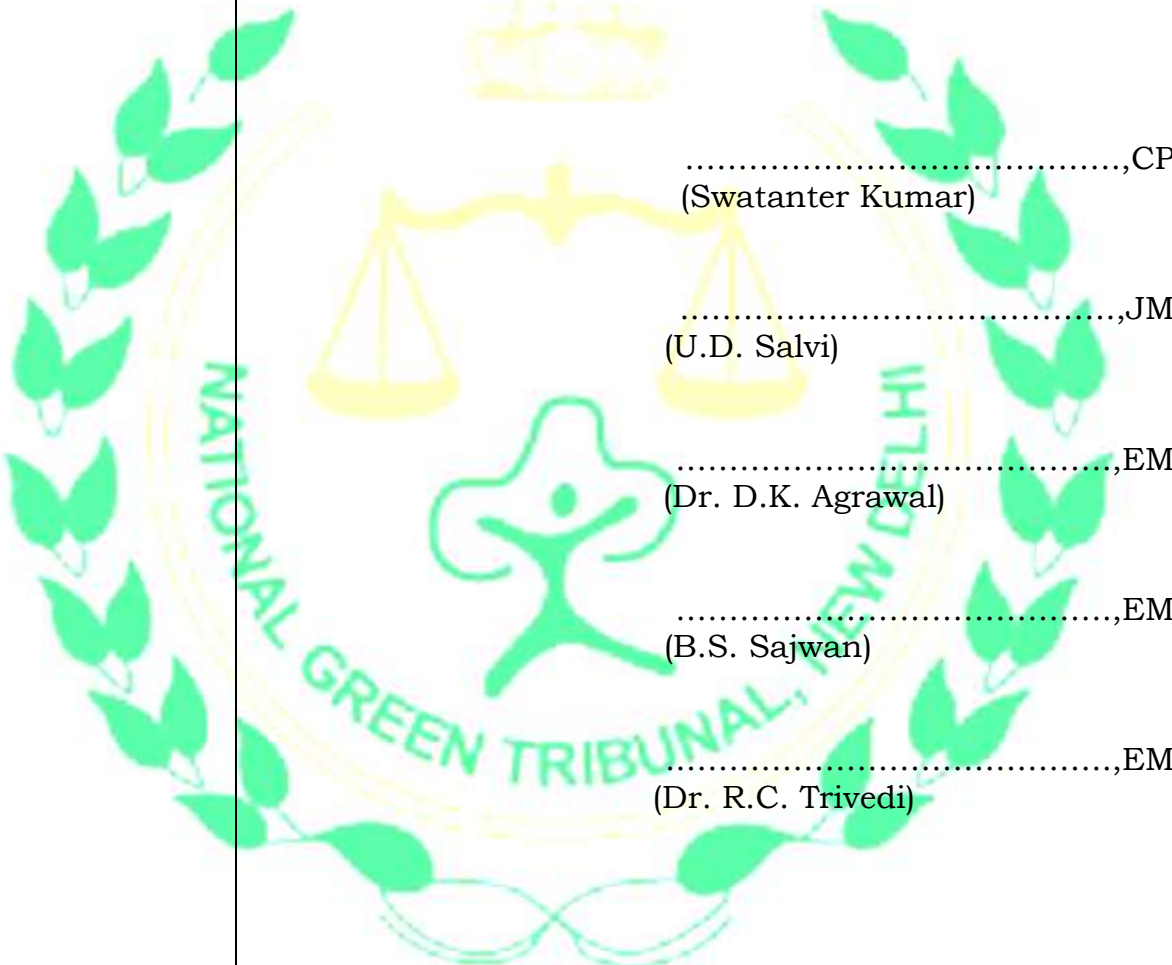 ……………………………………,CP
(Swatanter Kumar)
……………………………………,JM
(U.D. Salvi)
……………………………………,EM
(Dr. D.K. Agrawal)
……………………………………,EM
(B.S. Sajwan)
……………………………………,EM
(Dr. R.C. Trivedi)
NATIONAL GREEN TRIBUNAL, NEW DELHI